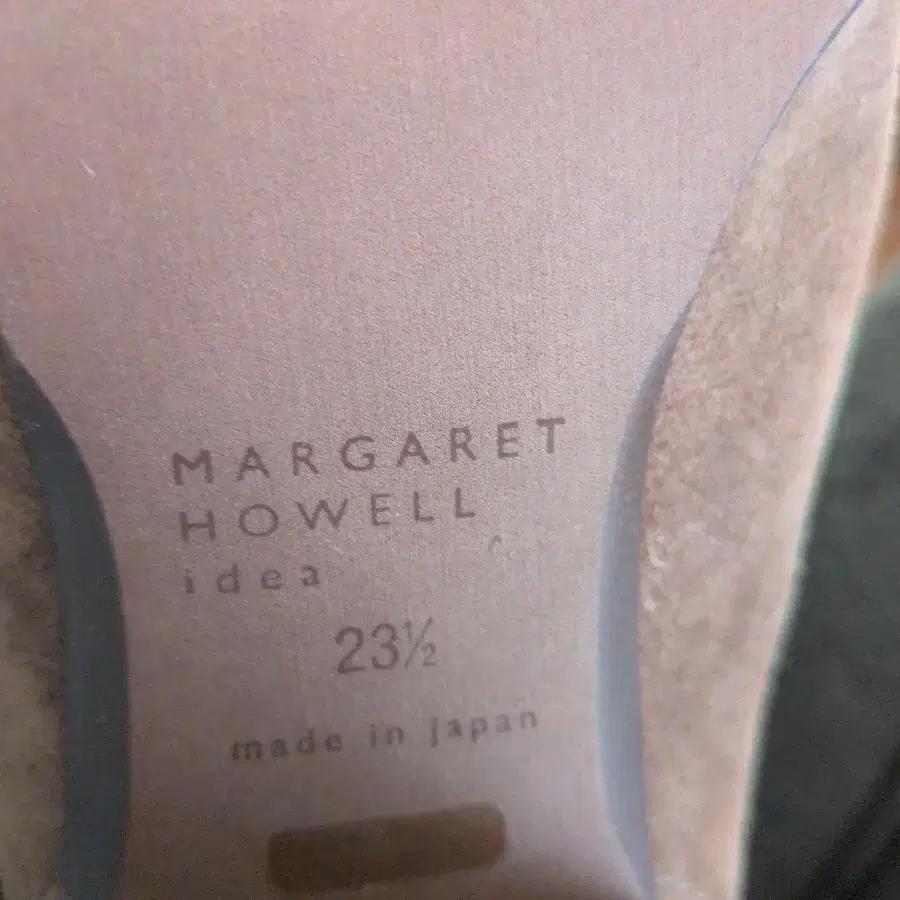 MARGARET
HOWELL
idea
23½
made in japan